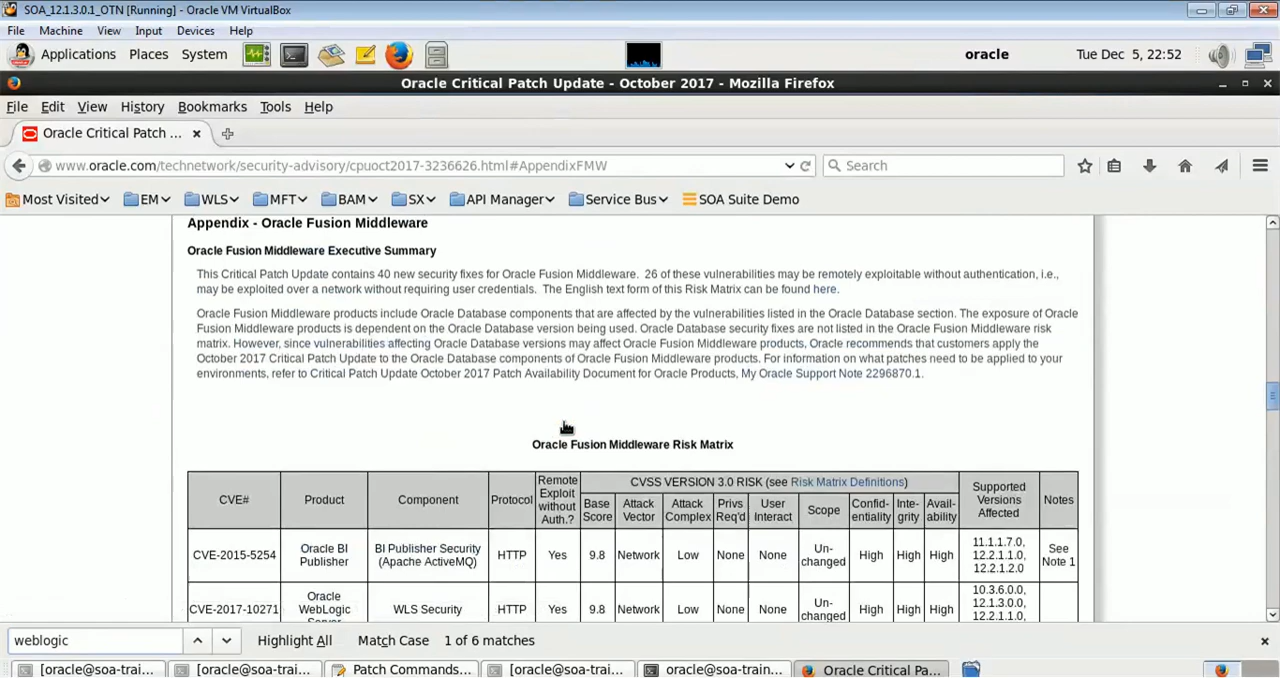 SOA_12.1.3.0.1_OTN [Running] - Oracle VM VirtualBox
File Machine View Input Devices Help
Applications Places System oracle Tue Dec 5, 22:52
Oracle Critical Patch Update - October 2017 - Mozilla Firefox
File Edit View History Bookmarks Tools Help
Oracle Critical Patch ...
www.oracle.com/technetwork/security-advisory/cpuoct2017-3236626.html#AppendixFMW Search
Most Visited EM WLS MFT BAM SX API Manager Service Bus SOA Suite Demo
Appendix - Oracle Fusion Middleware
Oracle Fusion Middleware Executive Summary
This Critical Patch Update contains 40 new security fixes for Oracle Fusion Middleware. 26 of these vulnerabilities may be remotely exploitable without authentication, i.e.,
may be exploited over a network without requiring user credentials. The English text form of this Risk Matrix can be found here.
Oracle Fusion Middleware products include Oracle Database components that are affected by the vulnerabilities listed in the Oracle Database section. The exposure of Oracle
Fusion Middleware products is dependent on the Oracle Database version being used. Oracle Database security fixes are not listed in the Oracle Fusion Middleware risk
matrix. However, since vulnerabilities affecting Oracle Database versions may affect Oracle Fusion Middleware products, Oracle recommends that customers apply the
October 2017 Critical Patch Update to the Oracle Database components of Oracle Fusion Middleware products. For information on what patches need to be applied to your
environments, refer to Critical Patch Update October 2017 Patch Availability Document for Oracle Products, My Oracle Support Note 2296870.1.
Oracle Fusion Middleware Risk Matrix
CVE#
Product
Component
Protocol
Remote
Exploit
without
Auth.?
CVSS VERSION 3.0 RISK (see Risk Matrix Definitions)
Base
Score
Attack
Vector
Attack
Complex
Privs
Req'd
User
Interact
Scope
Confid-
entiality
Inte-
grity
Avail-
ability
Supported
Versions
Affected
Notes
CVE-2015-5254
Oracle BI
Publisher
BI Publisher Security
(Apache ActiveMQ)
HTTP
Yes
9.8
Network
Low
None
None
Un-
changed
High
High
High
11.1.1.7.0,
12.2.1.1.0,
12.2.1.2.0
See
Note 1
CVE-2017-10271
Oracle
WebLogic
Server
WLS Security
HTTP
Yes
9.8
Network
Low
None
None
Un-
changed
High
High
High
10.3.6.0.0,
12.1.3.0.0,
12.2.1.1.0,
weblogic Highlight All Match Case 1 of 6 matches
[oracle@soa-trai... [oracle@soa-trai... Patch Commands... [oracle@soa-trai... oracle@soa-train... Oracle Critical Pa...